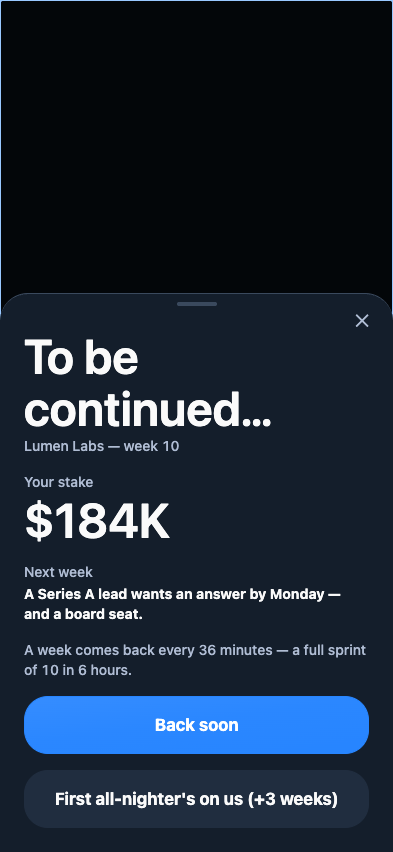 To be
continued...
Lumen Labs — week 10
Your stake
$184K
Next week
A Series A lead wants an answer by Monday —
and a board seat.
A week comes back every 36 minutes — a full sprint
of 10 in 6 hours.
Back soon
First all-nighter's on us (+3 weeks)